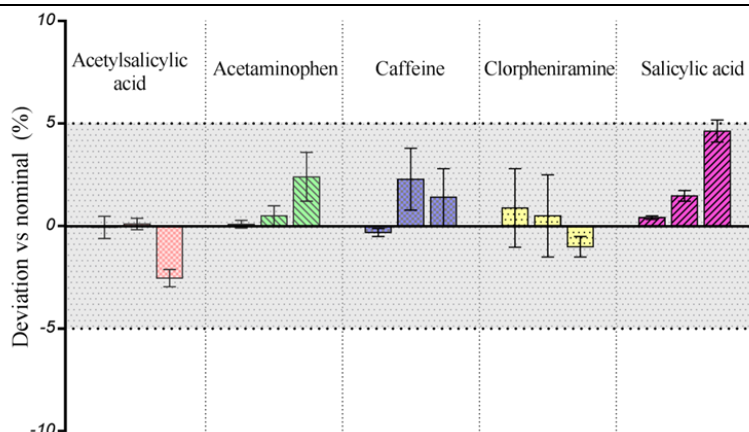 10
Acetylsalicylic
acid
Acetaminophen
Caffeine
Clorpheniramine
Salicylic acid
5
0
-5
-10
Deviation vs nominal (%)